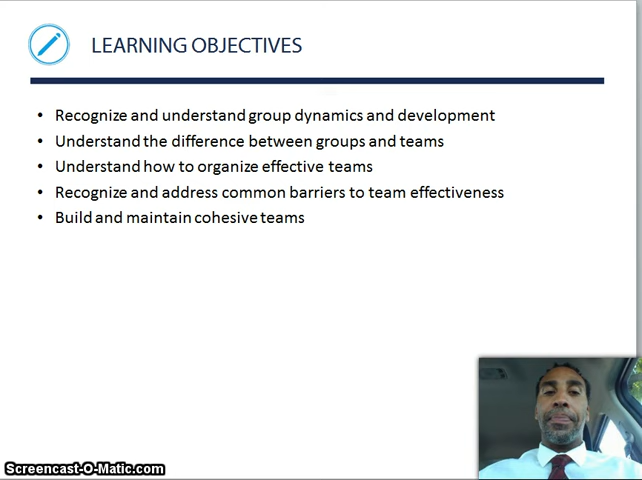 LEARNING OBJECTIVES
• Recognize and understand group dynamics and development
• Understand the difference between groups and teams
• Understand how to organize effective teams
• Recognize and address common barriers to team effectiveness
• Build and maintain cohesive teams
Screencast-O-Matic.com